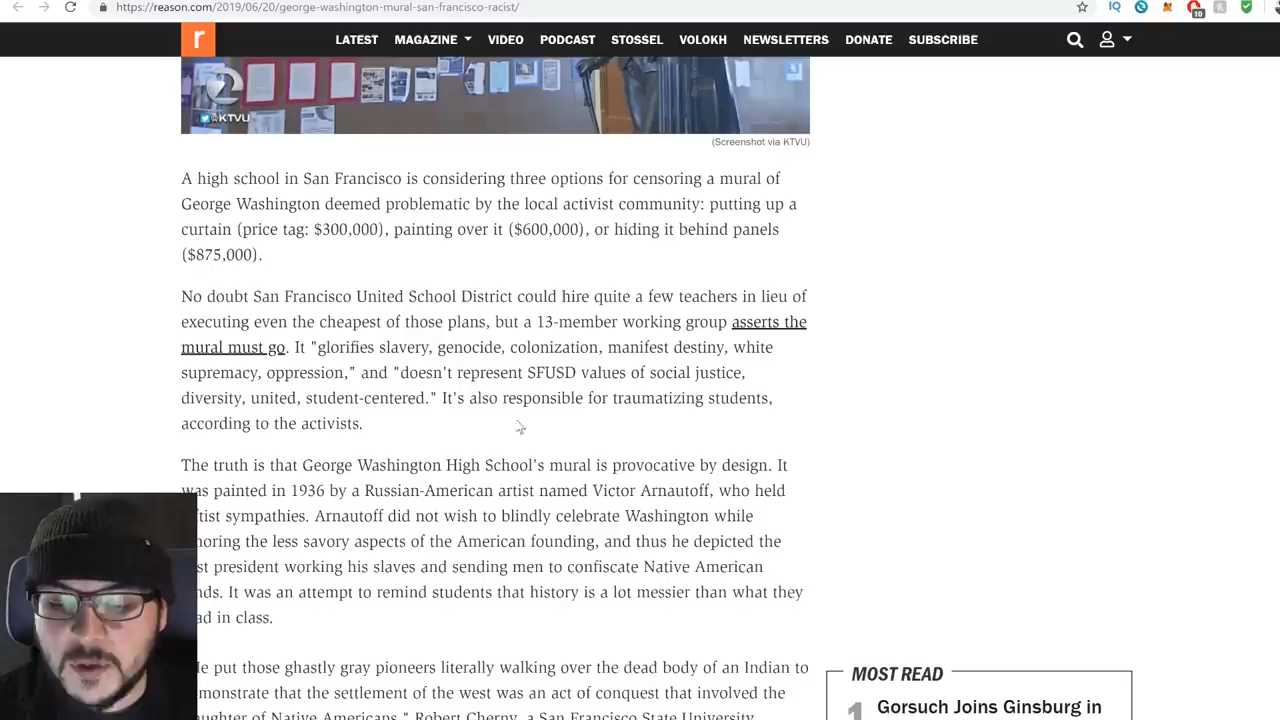 https://reason.com/2019/06/20/george-washington-mural-san-francisco-racist/
10
r
LATEST MAGAZINE VIDEO PODCAST STOSSEL VOLOKH NEWSLETTERS DONATE SUBSCRIBE
2
KTVU
(Screenshot via KTVU)
A high school in San Francisco is considering three options for censoring a mural of
George Washington deemed problematic by the local activist community: putting up a
curtain (price tag: $300,000), painting over it ($600,000), or hiding it behind panels
($875,000).
No doubt San Francisco United School District could hire quite a few teachers in lieu of
executing even the cheapest of those plans, but a 13-member working group asserts the
mural must go. It "glorifies slavery, genocide, colonization, manifest destiny, white
supremacy, oppression," and "doesn't represent SFUSD values of social justice,
diversity, united, student-centered." It's also responsible for traumatizing students,
according to the activists.
The truth is that George Washington High School's mural is provocative by design. It
was painted in 1936 by a Russian-American artist named Victor Arnautoff, who held
sympathies. Arnautoff did not wish to blindly celebrate Washington while
the less savory aspects of the American founding, and thus he depicted the
president working his slaves and sending men to confiscate Native American
It was an attempt to remind students that history is a lot messier than what they
in class.
put those ghastly gray pioneers literally walking over the dead body of an Indian to
the settlement of the west was an act of conquest that involved the
of Native Americans," Robert Cherny, a San Francisco State University
MOST READ
1 Gorsuch Joins Ginsburg in